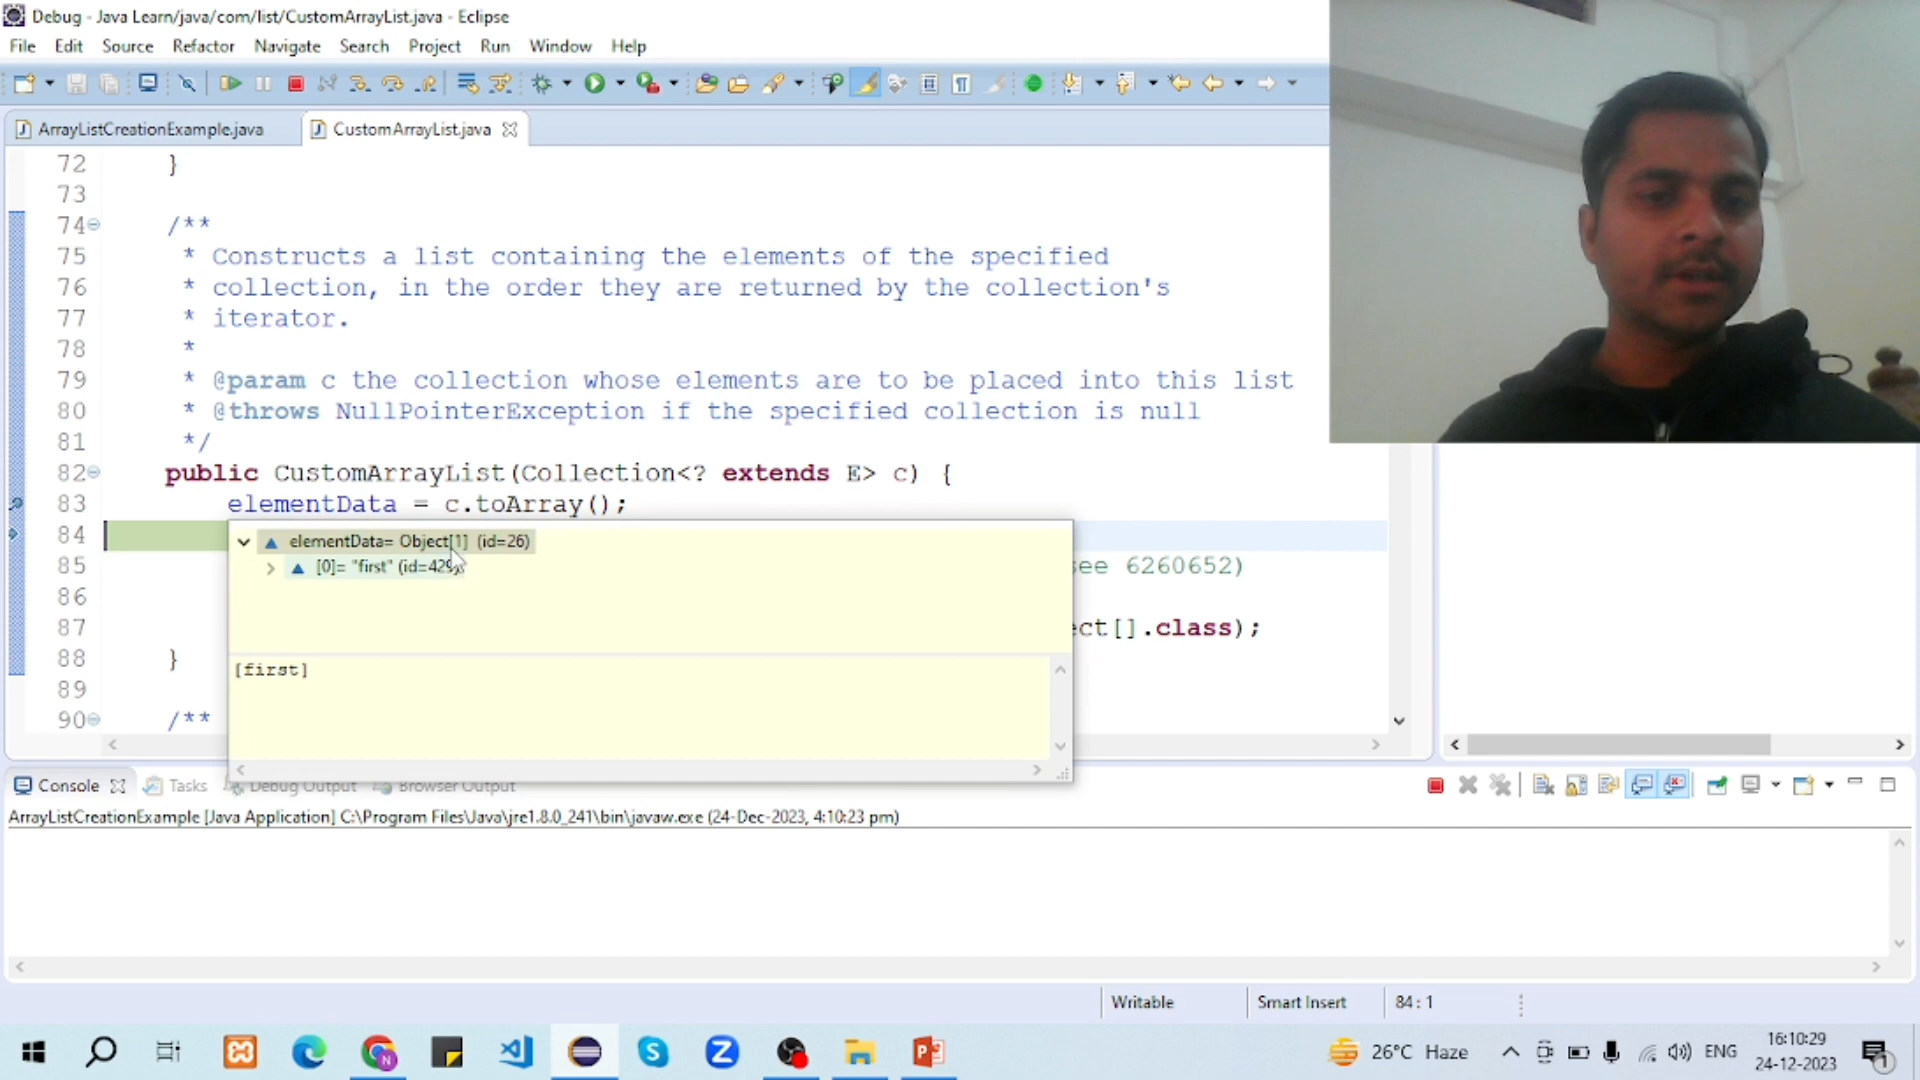 Debug - Java Learn/java/com/list/CustomArrayList.java - Eclipse
File Edit Source Refactor Navigate Search Project Run Window Help
ArrayListCreationExample.java CustomArrayList.java
72 }
73
74 /**
75 * Constructs a list containing the elements of the specified
76 * collection, in the order they are returned by the collection's
77 * iterator.
78 *
79 * @param c the collection whose elements are to be placed into this list
80 * @throws NullPointerException if the specified collection is null
81 */
82 public CustomArrayList(Collection<? extends E> c) {
83 elementData = c.toArray();
84
elementData= Object[1] (id=26)
[0]= "first" (id=429)
85 see 6260652)
86
87 ect[].class);
88 }
[first]
89
90 /**
Console Tasks Debug Output Browser Output
ArrayListCreationExample [Java Application] C:\Program Files\Java\jre1.8.0_241\bin\javaw.exe (24-Dec-2023, 4:10:23 pm)
Writable Smart Insert 84 : 1
26°C Haze ENG 16:10:29
24-12-2023
1